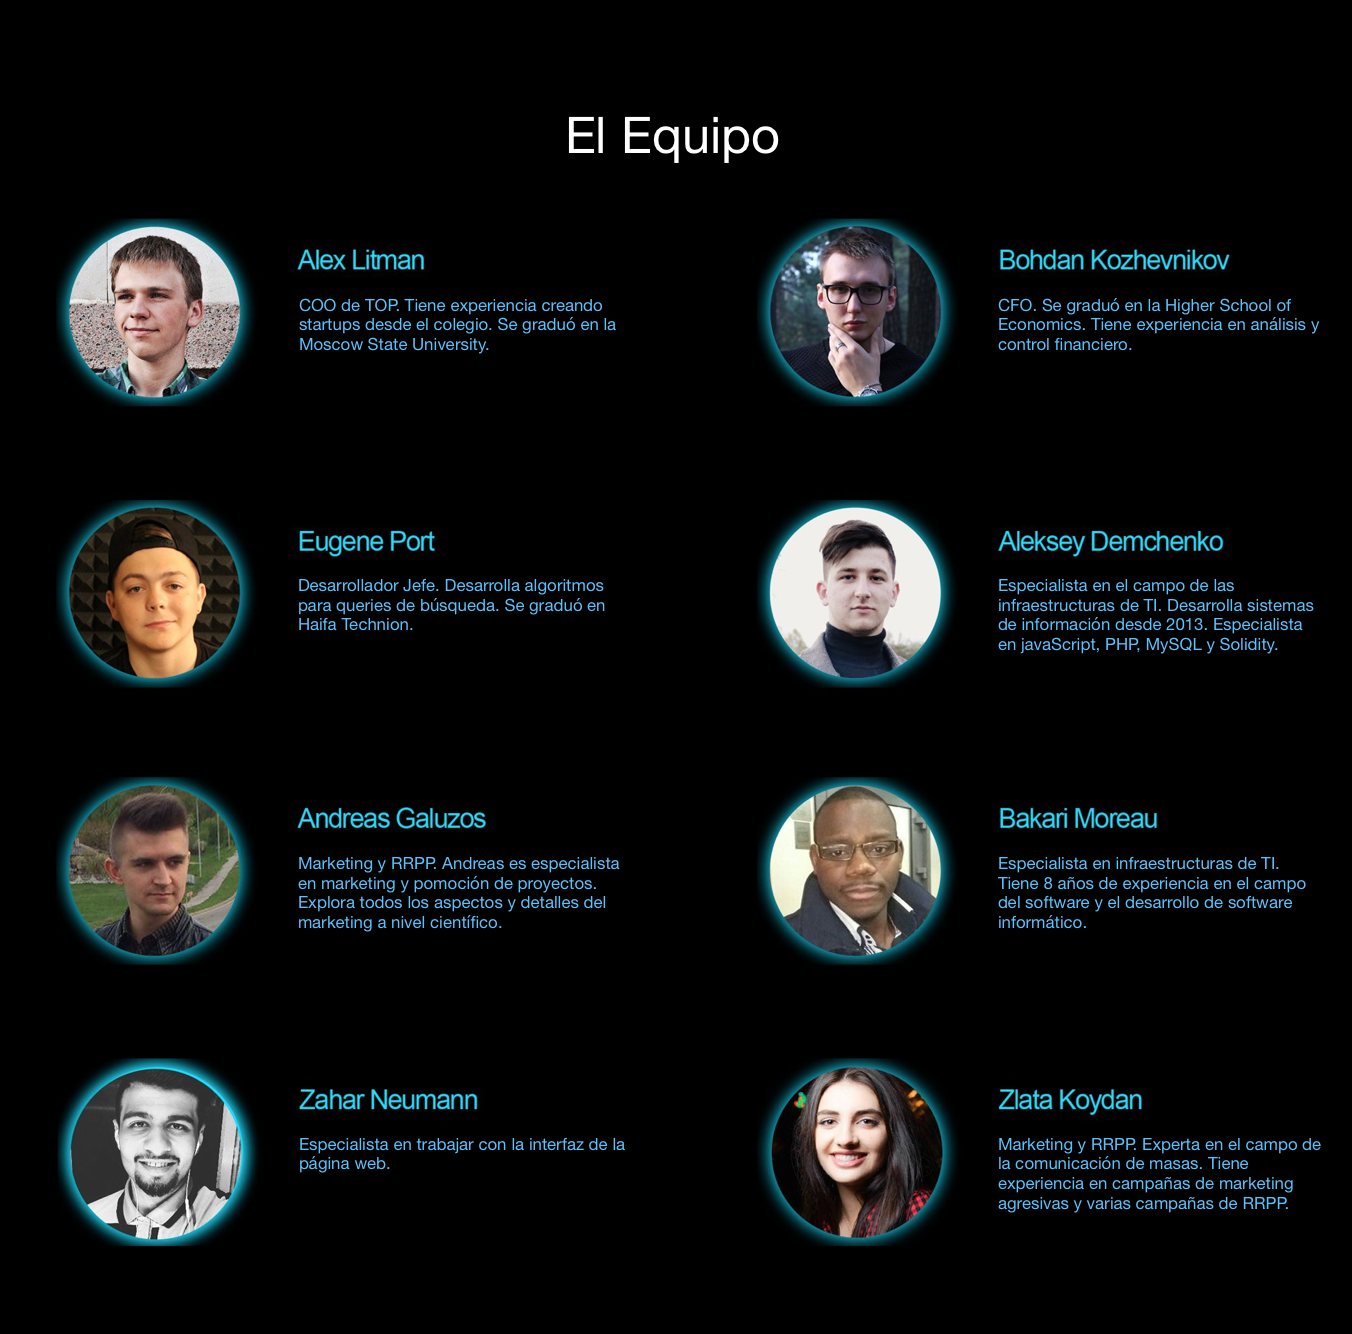 El Equipo
Alex Litman
COO de TOP. Tiene experiencia creando
startups desde el colegio. Se graduó en la
Moscow State University.
Bohdan Kozhevnikov
CFO. Se graduó en la Higher School of
Economics. Tiene experiencia en análisis y
control financiero.
Eugene Port
Desarrollador Jefe. Desarrolla algoritmos
para queries de búsqueda. Se graduó en
Haifa Technion.
Aleksey Demchenko
Especialista en el campo de las
infraestructuras de TI. Desarrolla sistemas
de información desde 2013. Especialista
en javaScript, PHP, MySQL y Solidity.
Andreas Galuzos
Marketing y RRPP. Andreas es especialista
en marketing y pomoción de proyectos.
Explora todos los aspectos y detalles del
marketing a nivel científico.
Bakari Moreau
Especialista en infraestructuras de TI.
Tiene 8 años de experiencia en el campo
del software y el desarrollo de software
informático.
Zahar Neumann
Especialista en trabajar con la interfaz de la
página web.
Zlata Koydan
Marketing y RRPP. Experta en el campo de
la comunicación de masas. Tiene
experiencia en campañas de marketing
agresivas y varias campañas de RRPP.